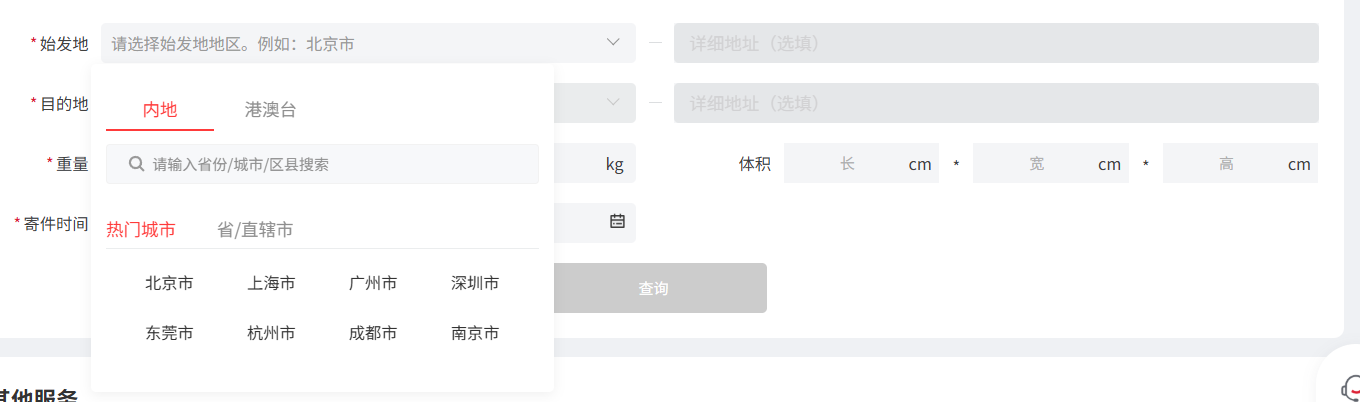 * 始发地 请选择始发地地区。例如：北京市 — 详细地址（选填）
* 目的地 — 详细地址（选填）
内地 港澳台
* 重量 kg 体积 长 cm * 宽 cm * 高 cm
请输入省份/城市/区县搜索
* 寄件时间
热门城市 省/直辖市
北京市 上海市 广州市 深圳市
查询
东莞市 杭州市 成都市 南京市
其他服务